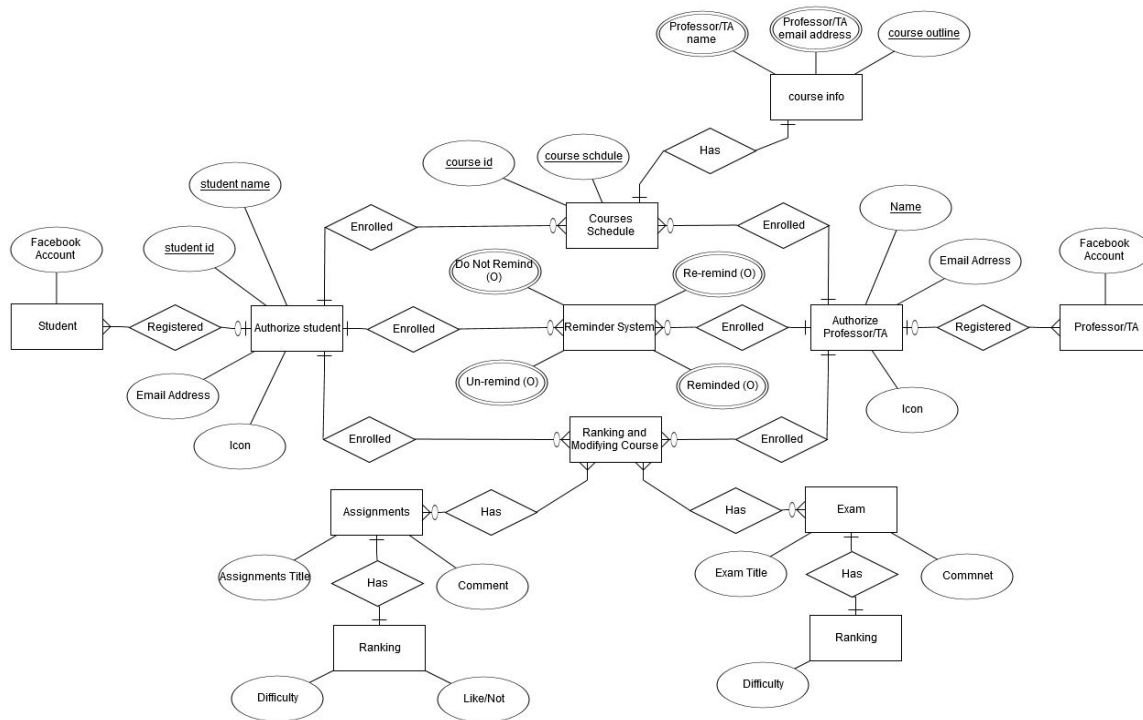 Professor/TA
name
Professor/TA
email address
course outline
course info
Has
course id
course schdule
student name
Enrolled
Courses
Schedule
Enrolled
Name
Facebook
Account
student id
Do Not Remind
(O)
Re-remind (O)
Email Adrress
Facebook
Account
Student
Registered
Authorize student
Enrolled
Reminder System
Enrolled
Authorize
Professor/TA
Registered
Professor/TA
Email Address
Un-remind (O)
Reminded (O)
Icon
Icon
Enrolled
Ranking and
Modifying Course
Enrolled
Assignments
Has
Has
Exam
Assignments Title
Has
Comment
Exam Title
Has
Commnet
Ranking
Ranking
Difficulty
Like/Not
Difficulty